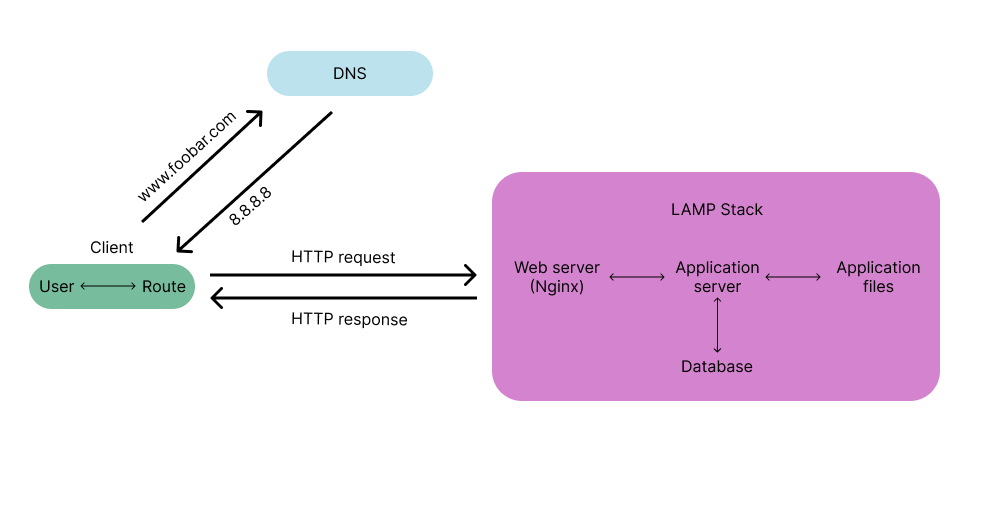 DNS
www.foobar.com
8.8.8.8
Client
User
Route
HTTP request
HTTP response
LAMP Stack
Web server
(Nginx)
Application
server
Application
files
Database